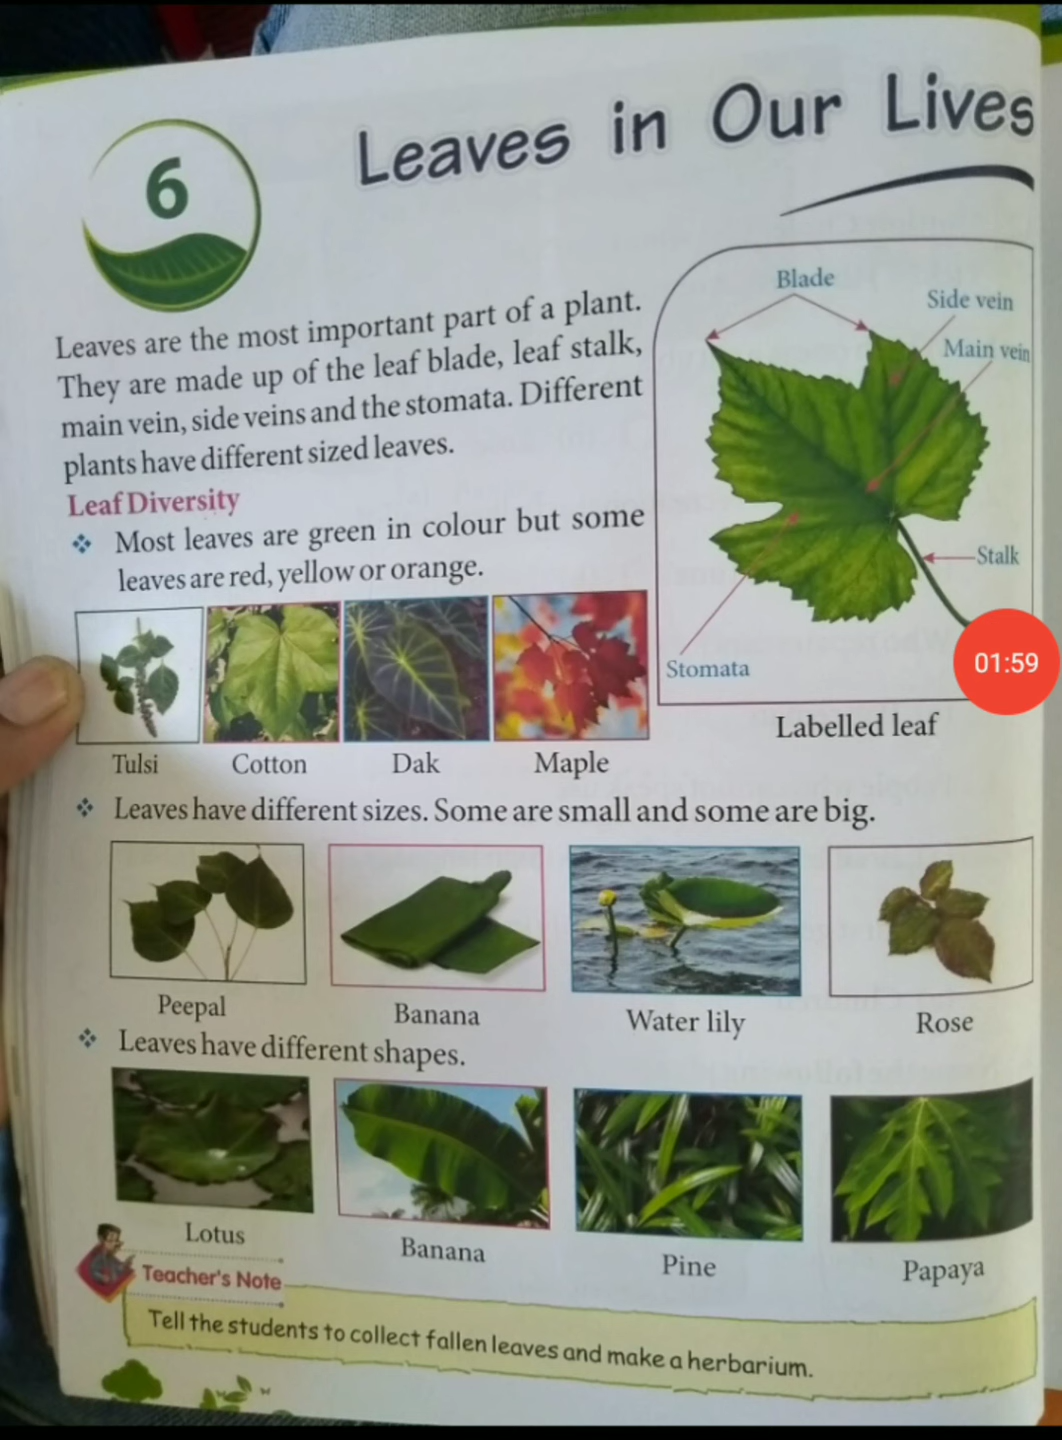 6
Leaves in Our Lives
Leaves are the most important part of a plant.
They are made up of the leaf blade, leaf stalk,
main vein, side veins and the stomata. Different
plants have different sized leaves.
Leaf Diversity
❖ Most leaves are green in colour but some
leaves are red, yellow or orange.
Blade
Side vein
Main vein
Stalk
Stomata
01:59
Labelled leaf
Tulsi Cotton Dak Maple
❖ Leaves have different sizes. Some are small and some are big.
Peepal Banana Water lily Rose
❖ Leaves have different shapes.
Lotus Banana Pine Papaya
Teacher's Note
Tell the students to collect fallen leaves and make a herbarium.